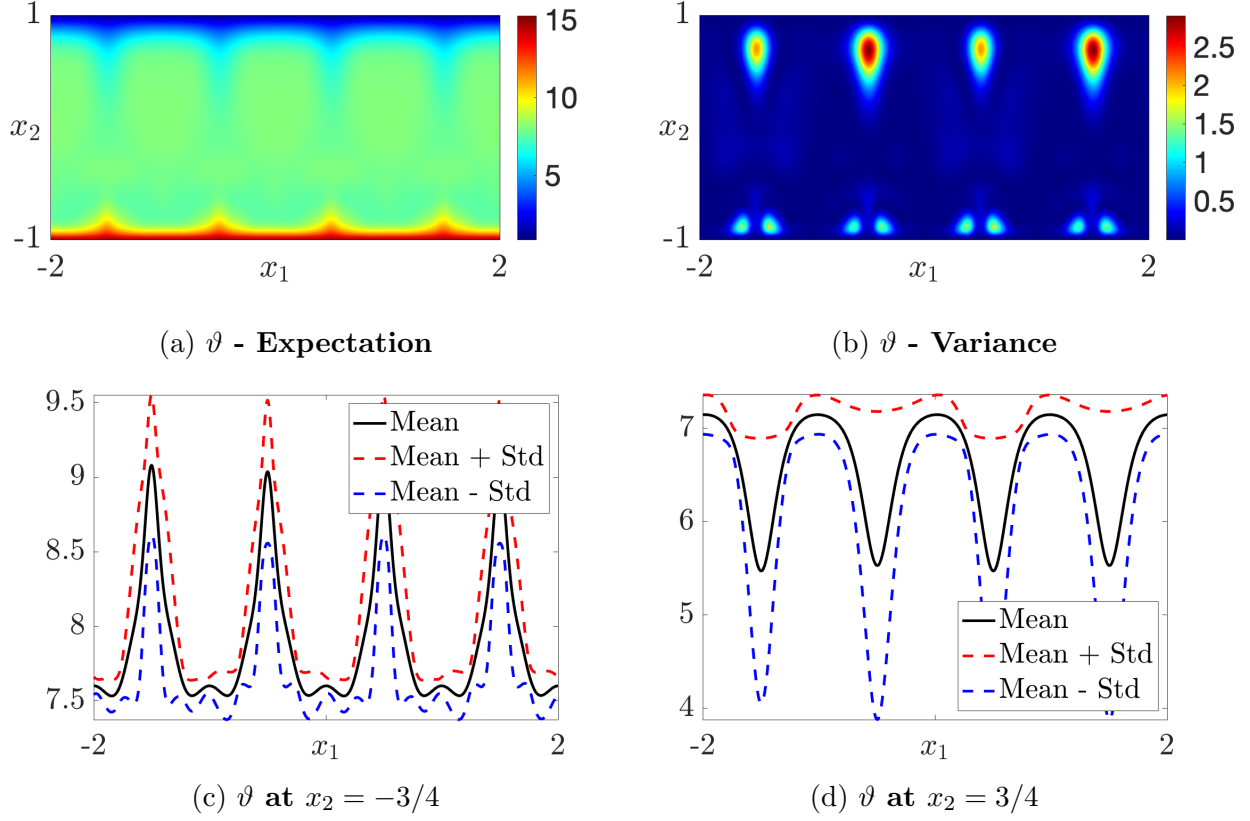 1
x₂
-1
-2
x₁
2
15
10
5
1
x₂
-1
-2
x₁
2
2.5
2
1.5
1
0.5
(a) ϑ - Expectation
(b) ϑ - Variance
9.5
9
8.5
8
7.5
-2
x₁
2
Mean
Mean + Std
Mean - Std
7
6
5
4
-2
x₁
2
Mean
Mean + Std
Mean - Std
(c) ϑ at x₂ = −3/4
(d) ϑ at x₂ = 3/4